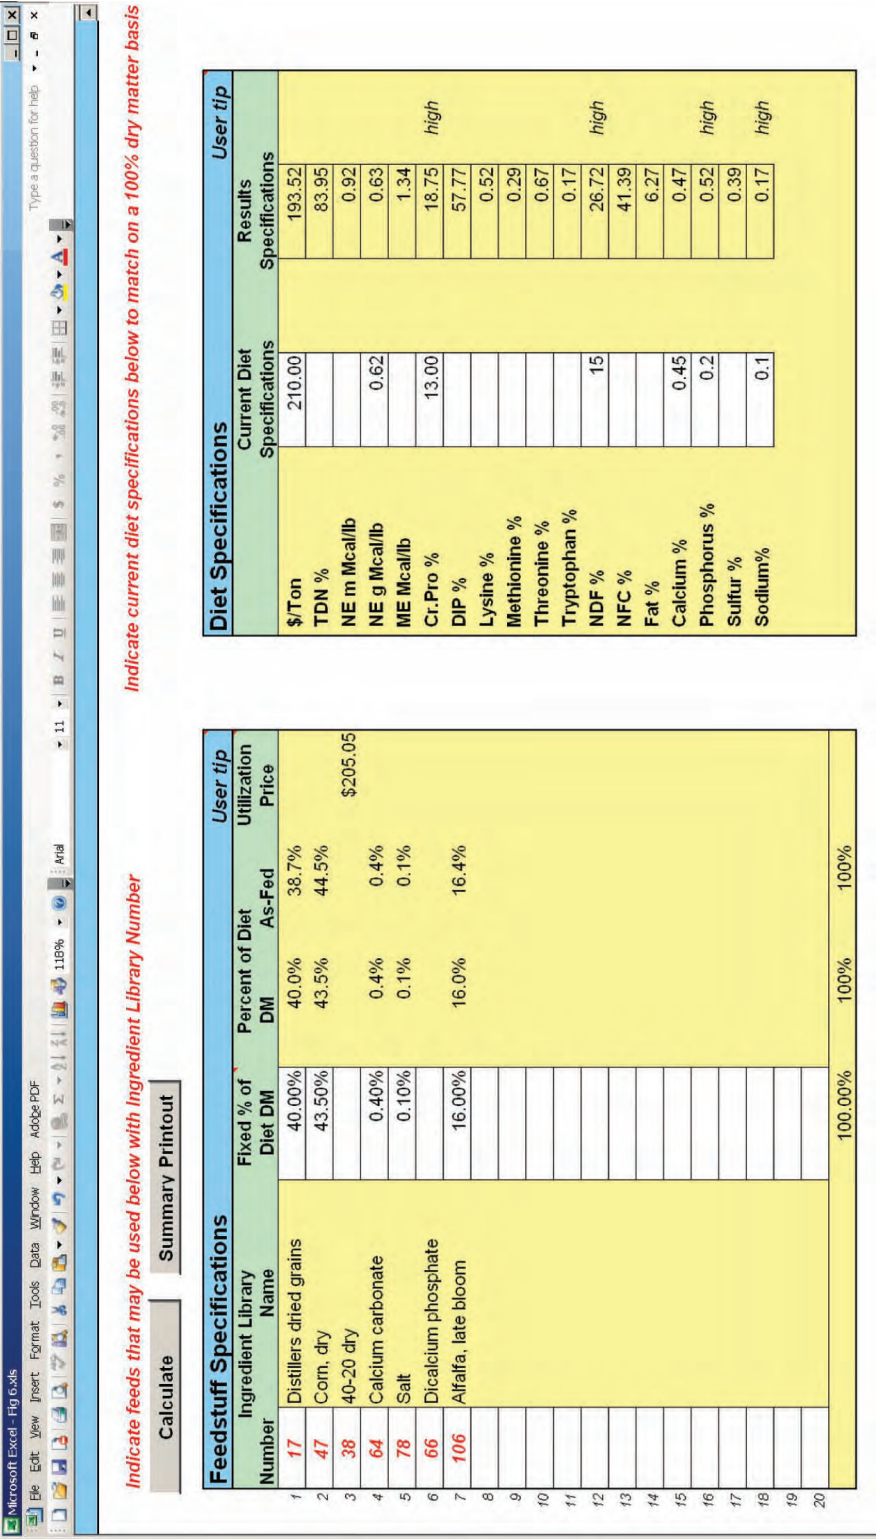 Microsoft Excel - Fig 6.xls
File Edit View Insert Format Tools Data Window Help Adobe PDF
Type a question for help
118% Arial 11 B I U $ % ,
Indicate feeds that may be used below with Ingredient Library Number
Indicate current diet specifications below to match on a 100% dry matter basis
Calculate
Summary Printout
Feedstuff Specifications User tip
Ingredient Library Fixed % of Percent of Diet Utilization
Number Name Diet DM DM As-Fed Price
1 17 Distillers dried grains 40.00% 40.0% 38.7%
2 47 Corn, dry 43.50% 43.5% 44.5%
3 38 40-20 dry $205.05
4 64 Calcium carbonate 0.40% 0.4% 0.4%
5 78 Salt 0.10% 0.1% 0.1%
6 66 Dicalcium phosphate
7 106 Alfalfa, late bloom 16.00% 16.0% 16.4%
8
9
10
11
12
13
14
15
16
17
18
19
20
100.00% 100% 100%
Diet Specifications User tip
Current Diet Results
Specifications Specifications
$/Ton 210.00 193.52
TDN % 83.95
NE m Mcal/lb 0.92
NE g Mcal/lb 0.62 0.63
ME Mcal/lb 1.34
Cr.Pro % 13.00 18.75 high
DIP % 57.77
Lysine % 0.52
Methionine % 0.29
Threonine % 0.67
Tryptophan % 0.17
NDF % 15 26.72 high
NFC % 41.39
Fat % 6.27
Calcium % 0.45 0.47
Phosphorus % 0.2 0.52 high
Sulfur % 0.39
Sodium% 0.1 0.17 high